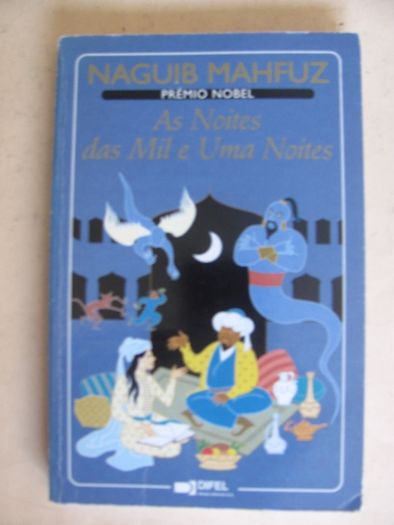 NAGUIB MAHFUZ
PRÉMIO NOBEL
As Noites
das Mil e Uma Noites
DIFEL